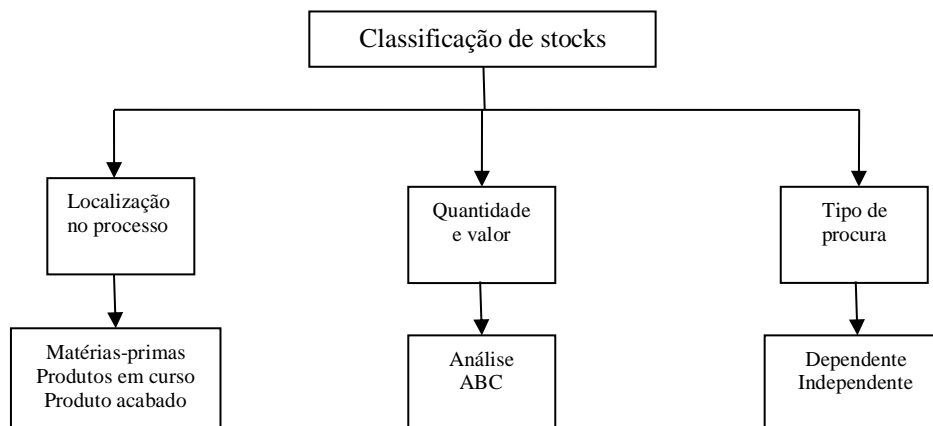 Classificação de stocks
Localização
no processo
Quantidade
e valor
Tipo de
procura
Matérias-primas
Produtos em curso
Produto acabado
Análise
ABC
Dependente
Independente